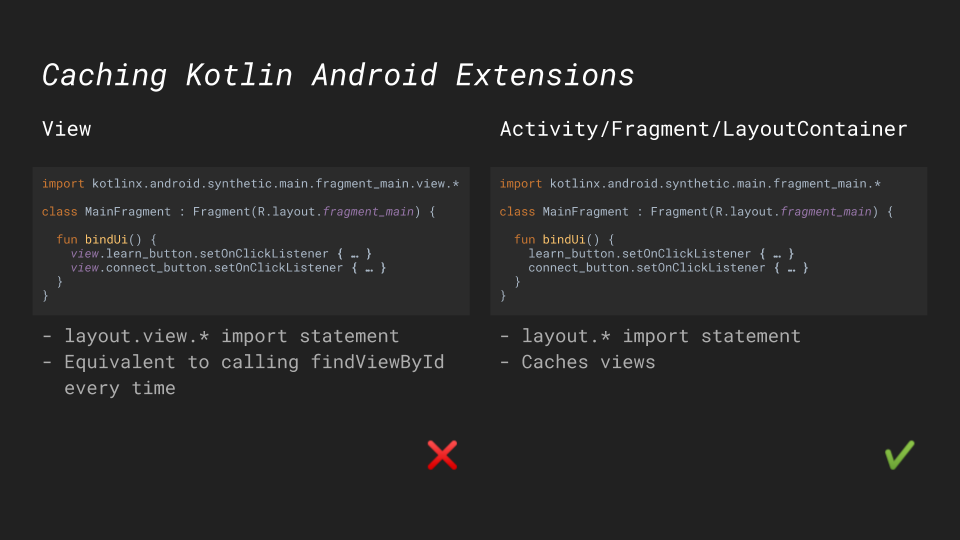 Caching Kotlin Android Extensions
View
import kotlinx.android.synthetic.main.fragment_main.view.*
class MainFragment : Fragment(R.layout.fragment_main) {
  fun bindUi() {
    view.learn_button.setOnClickListener { … }
    view.connect_button.setOnClickListener { … }
  }
}
- layout.view.* import statement
- Equivalent to calling findViewById
every time
Activity/Fragment/LayoutContainer
import kotlinx.android.synthetic.main.fragment_main.*
class MainFragment : Fragment(R.layout.fragment_main) {
  fun bindUi() {
    learn_button.setOnClickListener { … }
    connect_button.setOnClickListener { … }
  }
}
- layout.* import statement
- Caches views